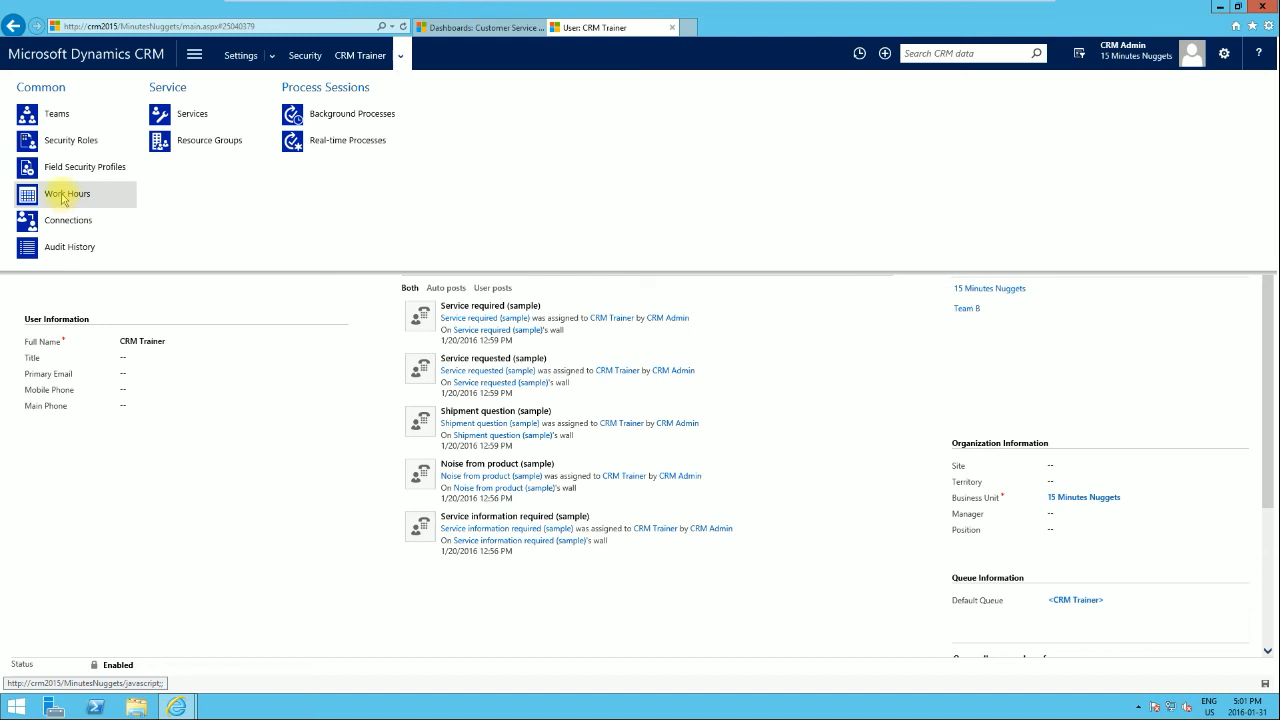 http://crm2015/MinutesNuggets/main.aspx#25040379
Dashboards: Customer Service ...
User: CRM Trainer
Microsoft Dynamics CRM
Settings
Security
CRM Trainer
Search CRM data
CRM Admin
15 Minutes Nuggets
?
Common
Service
Process Sessions
Teams
Services
Background Processes
Security Roles
Resource Groups
Real-time Processes
Field Security Profiles
Work Hours
Connections
Audit History
Both Auto posts User posts
15 Minutes Nuggets
Team B
User Information
Full Name* CRM Trainer
Title --
Primary Email --
Mobile Phone --
Main Phone --
Service required (sample)
Service required (sample) was assigned to CRM Trainer by CRM Admin
On Service required (sample)'s wall
1/20/2016 12:59 PM
Service requested (sample)
Service requested (sample) was assigned to CRM Trainer by CRM Admin
On Service requested (sample)'s wall
1/20/2016 12:59 PM
Shipment question (sample)
Shipment question (sample) was assigned to CRM Trainer by CRM Admin
On Shipment question (sample)'s wall
1/20/2016 12:59 PM
Noise from product (sample)
Noise from product (sample) was assigned to CRM Trainer by CRM Admin
On Noise from product (sample)'s wall
1/20/2016 12:56 PM
Service information required (sample)
Service information required (sample) was assigned to CRM Trainer by CRM Admin
On Service information required (sample)'s wall
1/20/2016 12:56 PM
Organization Information
Site --
Territory --
Business Unit* 15 Minutes Nuggets
Manager --
Position --
Queue Information
Default Queue <CRM Trainer>
Status Enabled
http://crm2015/MinutesNuggets/javascript:;
ENG
US
5:01 PM
2016-01-31